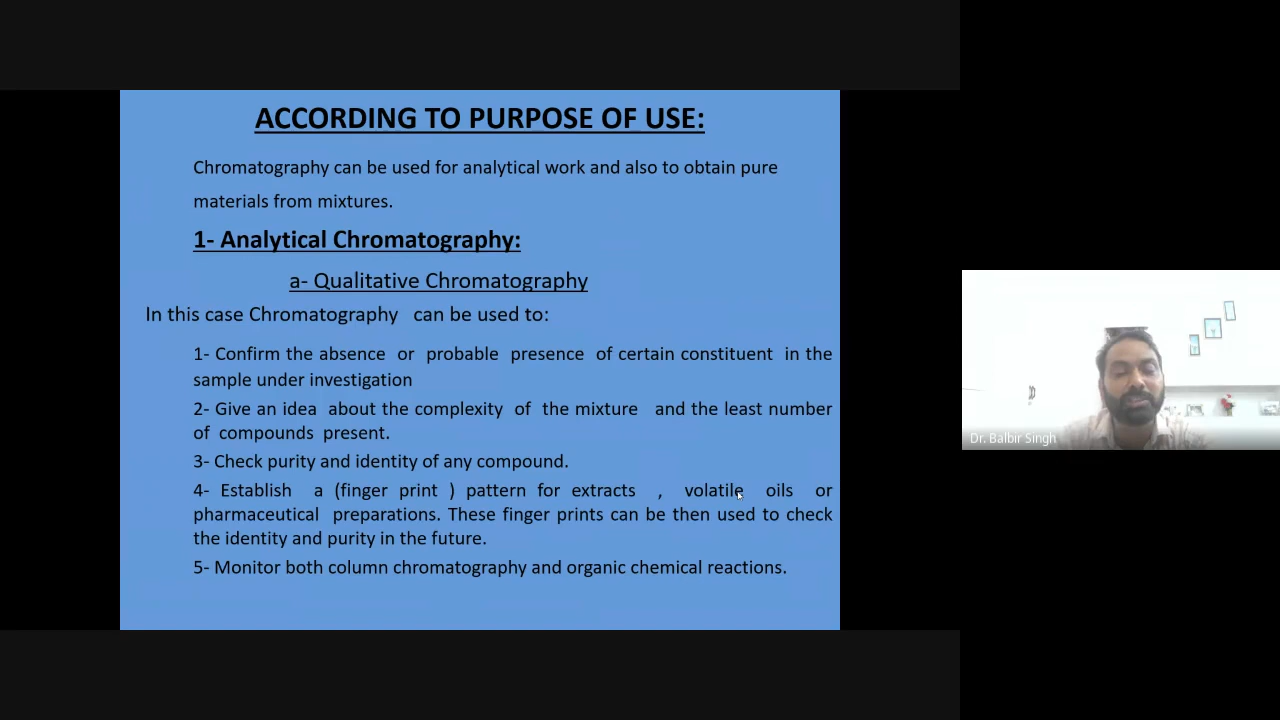 ACCORDING TO PURPOSE OF USE:
Chromatography can be used for analytical work and also to obtain pure
materials from mixtures.
1- Analytical Chromatography:
a- Qualitative Chromatography
In this case Chromatography can be used to:
1- Confirm the absence or probable presence of certain constituent in the
sample under investigation
2- Give an idea about the complexity of the mixture and the least number
of compounds present.
3- Check purity and identity of any compound.
4- Establish a (finger print ) pattern for extracts , volatile oils or
pharmaceutical preparations. These finger prints can be then used to check
the identity and purity in the future.
5- Monitor both column chromatography and organic chemical reactions.
Dr. Balbir Singh